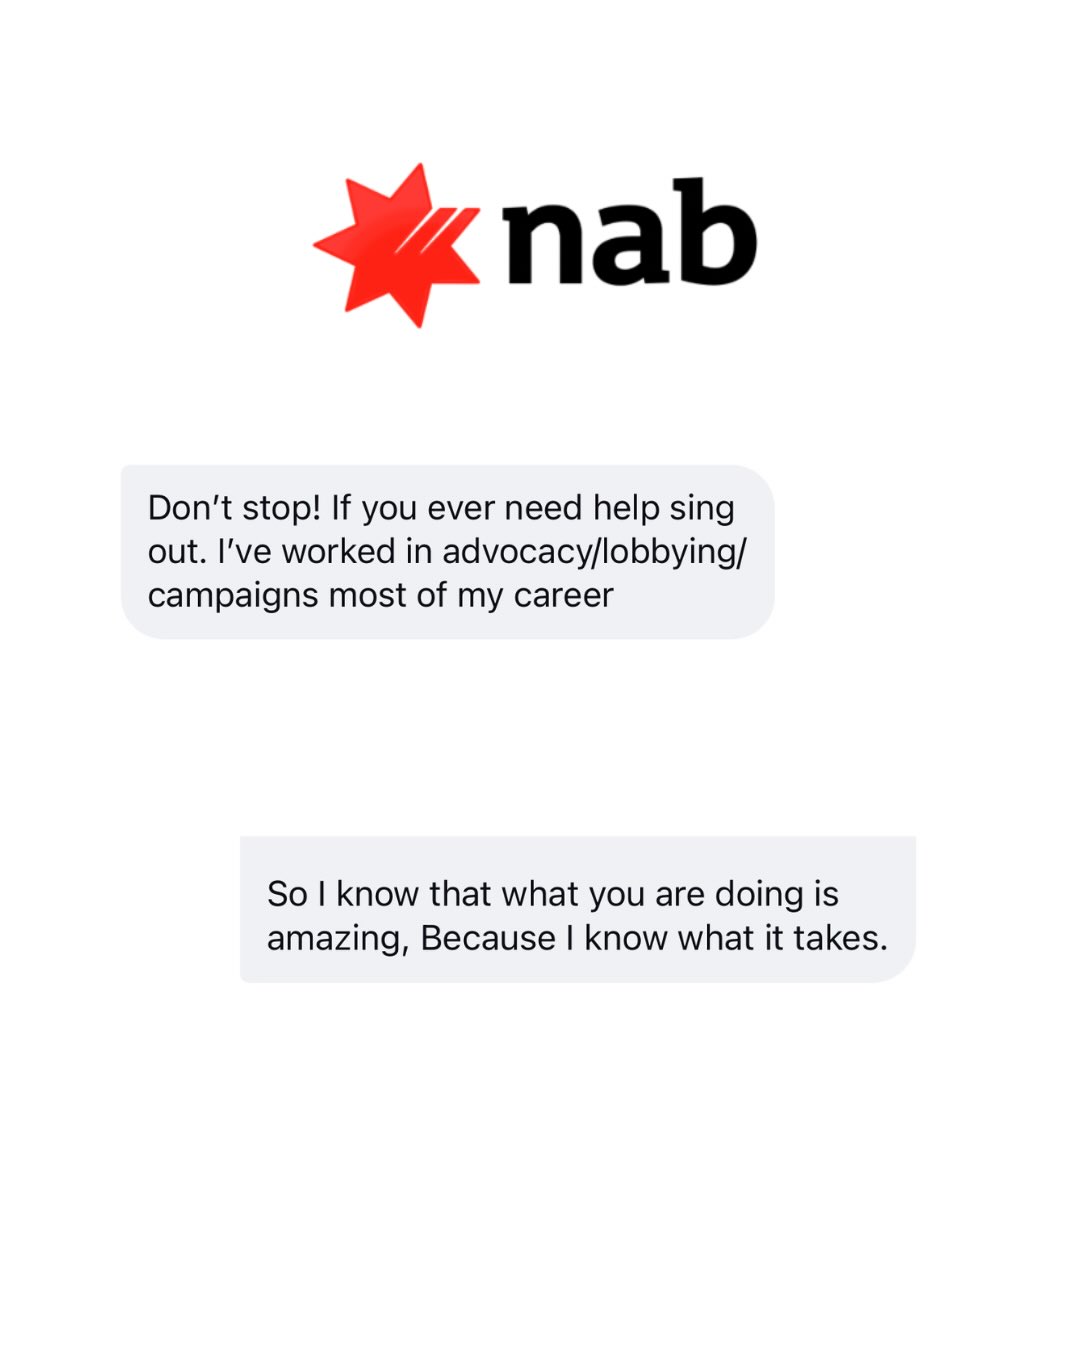 nab
Don’t stop! If you ever need help sing
out. I’ve worked in advocacy/lobbying/
campaigns most of my career
So I know that what you are doing is
amazing, Because I know what it takes.